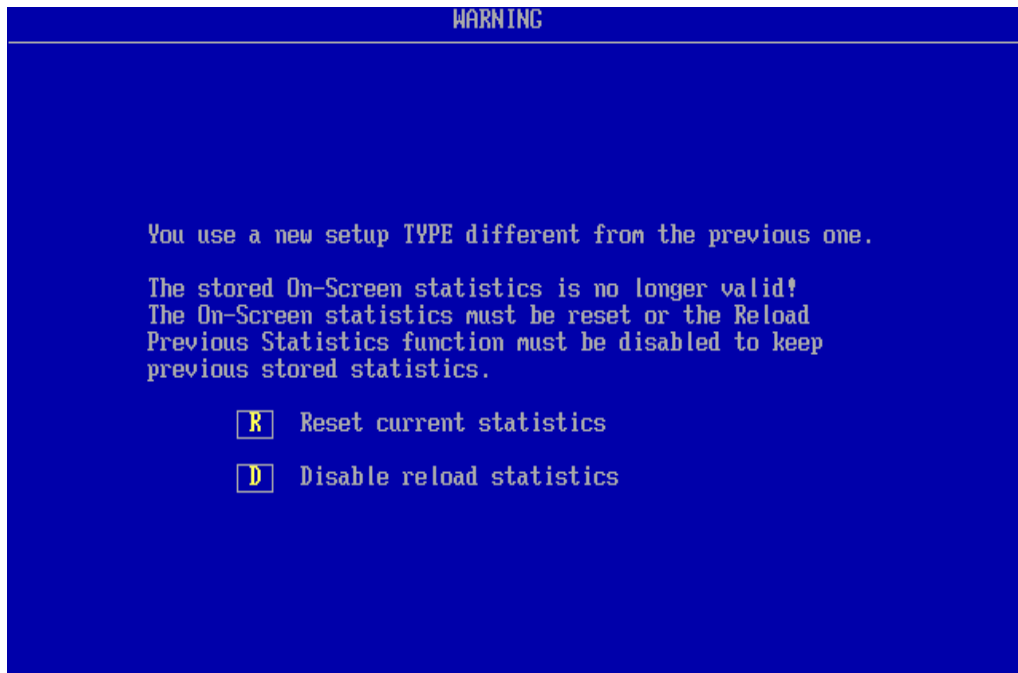 WARNING
You use a new setup TYPE different from the previous one.
The stored On-Screen statistics is no longer valid!
The On-Screen statistics must be reset or the Reload
Previous Statistics function must be disabled to keep
previous stored statistics.
R Reset current statistics
D Disable reload statistics